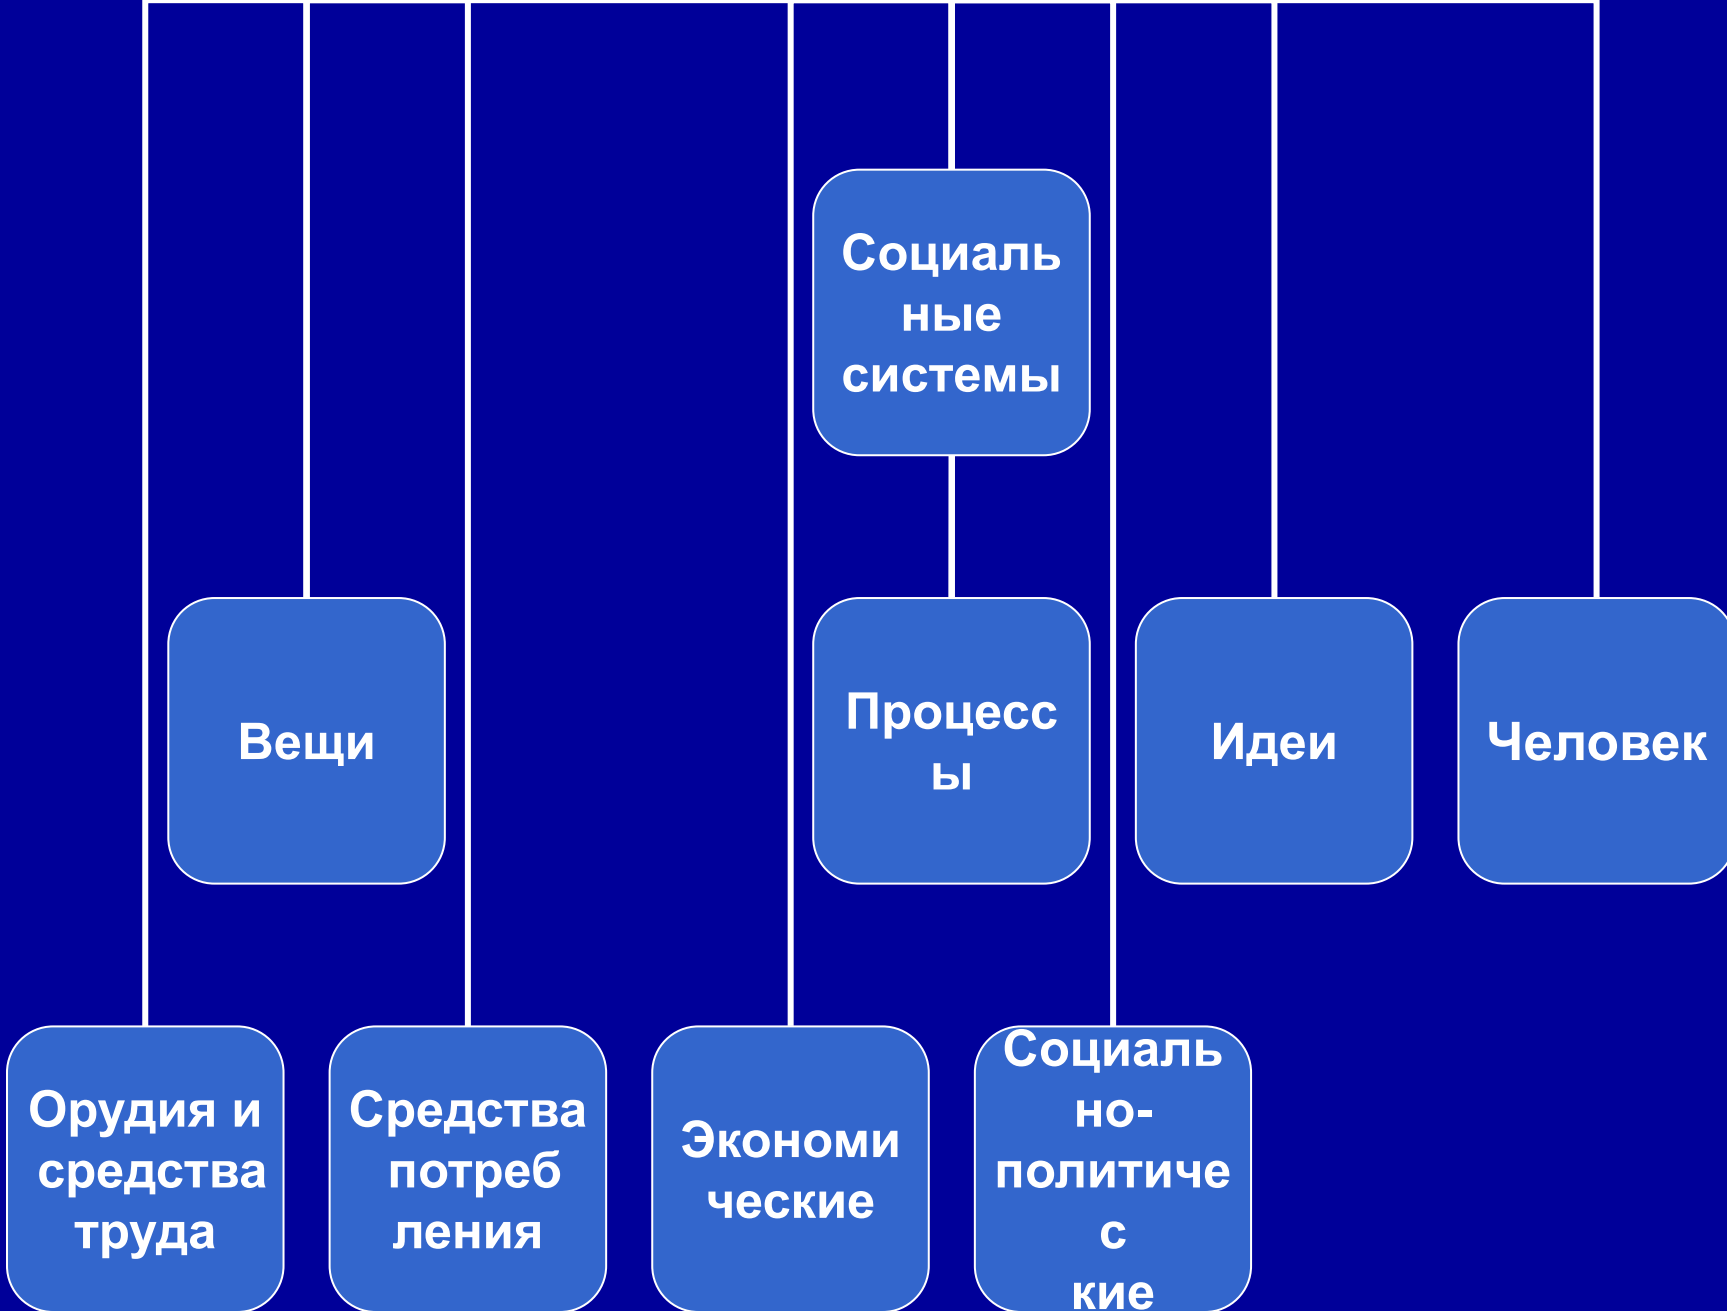 Социаль
ные
системы
Вещи
Процесс
ы
Идеи
Человек
Орудия и
средства
труда
Средства
потреб
ления
Экономи
ческие
Социаль
но-
политиче
с
кие